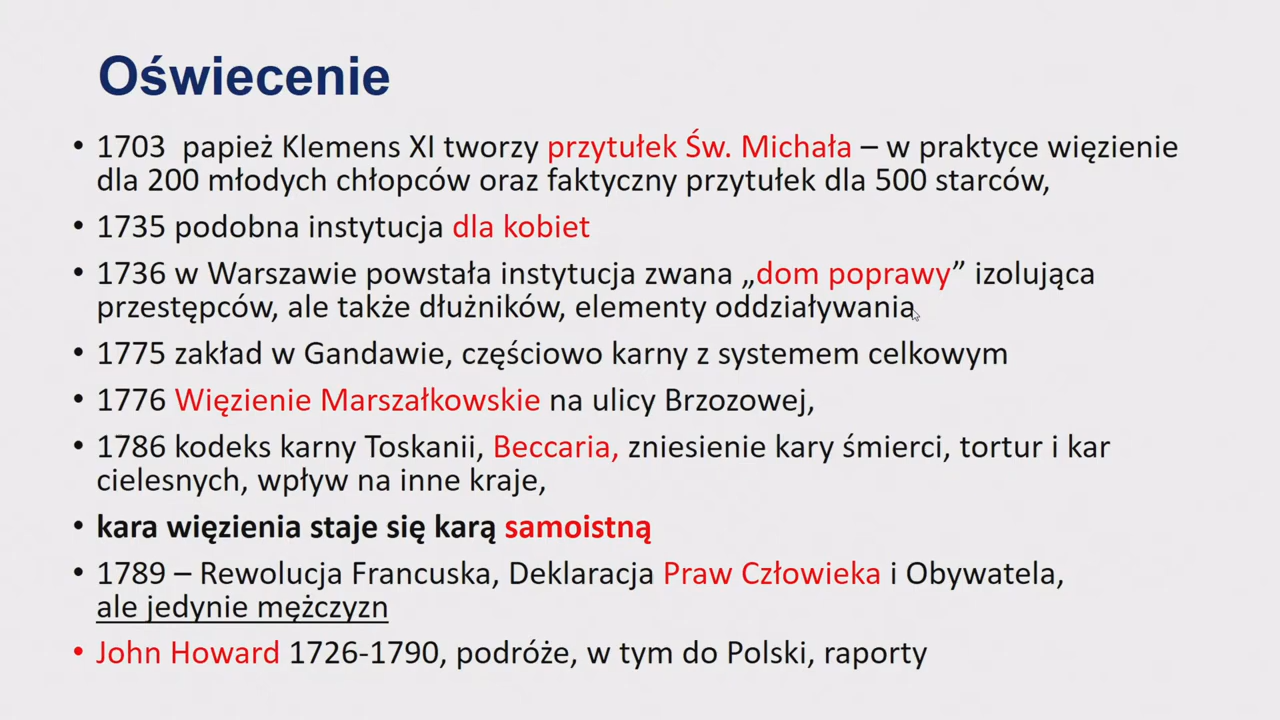 Oświecenie
• 1703 papież Klemens XI tworzy przytułek Św. Michała – w praktyce więzienie
dla 200 młodych chłopców oraz faktyczny przytułek dla 500 starców,
• 1735 podobna instytucja dla kobiet
• 1736 w Warszawie powstała instytucja zwana „dom poprawy” izolująca
przestępców, ale także dłużników, elementy oddziaływania
• 1775 zakład w Gandawie, częściowo karny z systemem celkowym
• 1776 Więzienie Marszałkowskie na ulicy Brzozowej,
• 1786 kodeks karny Toskanii, Beccaria, zniesienie kary śmierci, tortur i kar
cielesnych, wpływ na inne kraje,
• kara więzienia staje się karą samoistną
• 1789 – Rewolucja Francuska, Deklaracja Praw Człowieka i Obywatela,
ale jedynie mężczyzn
• John Howard 1726-1790, podróże, w tym do Polski, raporty